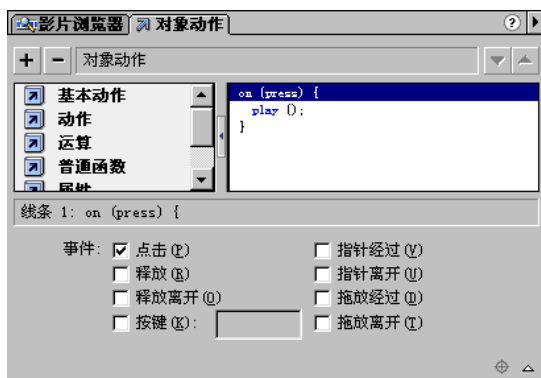 影片浏览器 对象动作 ?
+ - 对象动作
基本动作
动作
运算
普通函数
属性
on (press) {
play ();
}
线条 1: on (press) {
事件: 点击(P) 指针经过(V)
释放(R) 指针离开(U)
释放离开(O) 拖放经过(D)
按键(K): 拖放离开(T)